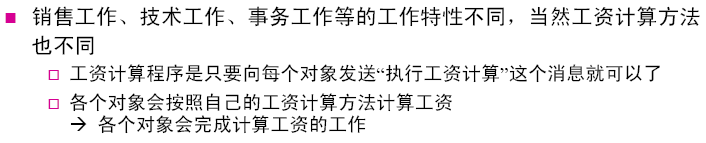 ■ 销售工作、技术工作、事务工作等的工作特性不同，当然工资计算方法
也不同
□ 工资计算程序是只要向每个对象发送“执行工资计算”这个消息就可以了
□ 各个对象会按照自己的工资计算方法计算工资
→ 各个对象会完成计算工资的工作